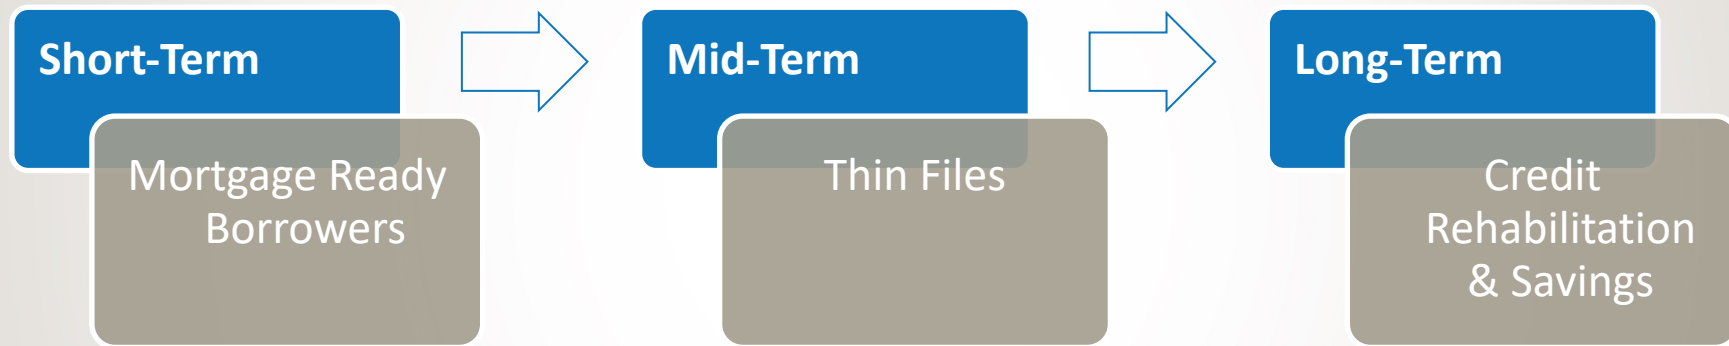 Short-Term
Mortgage Ready
Borrowers
Mid-Term
Thin Files
Long-Term
Credit
Rehabilitation
& Savings